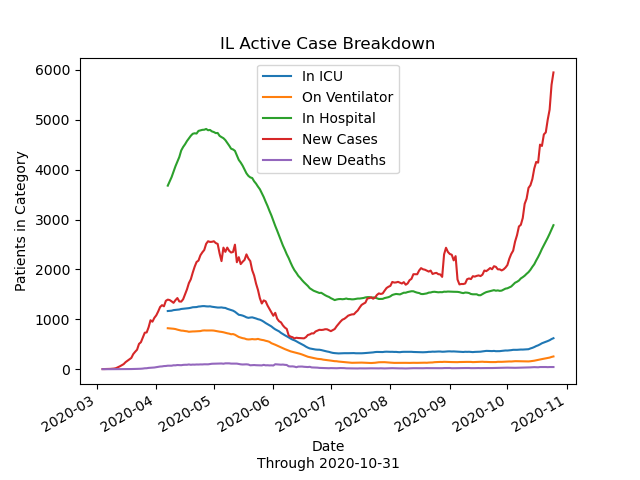 IL Active Case Breakdown
In ICU
On Ventilator
In Hospital
New Cases
New Deaths
Patients in Category
6000
5000
4000
3000
2000
1000
0
2020-03
2020-04
2020-05
2020-06
2020-07
2020-08
2020-09
2020-10
2020-11
Date
Through 2020-10-31